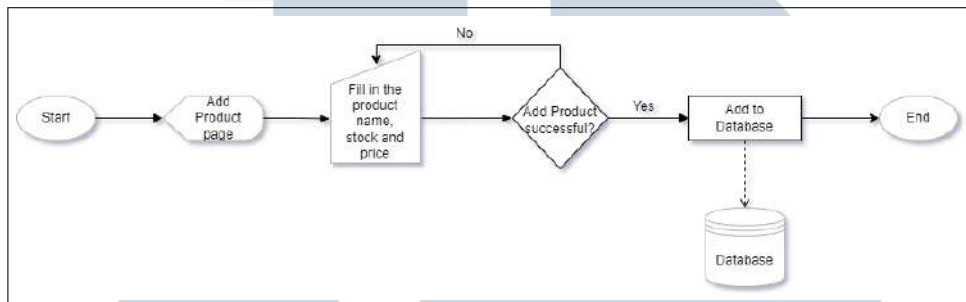 No
Start
Add
Product
page
Fill in the
product
name,
stock and
price
Add Product
successful?
Yes
Add to
Database
End
Database